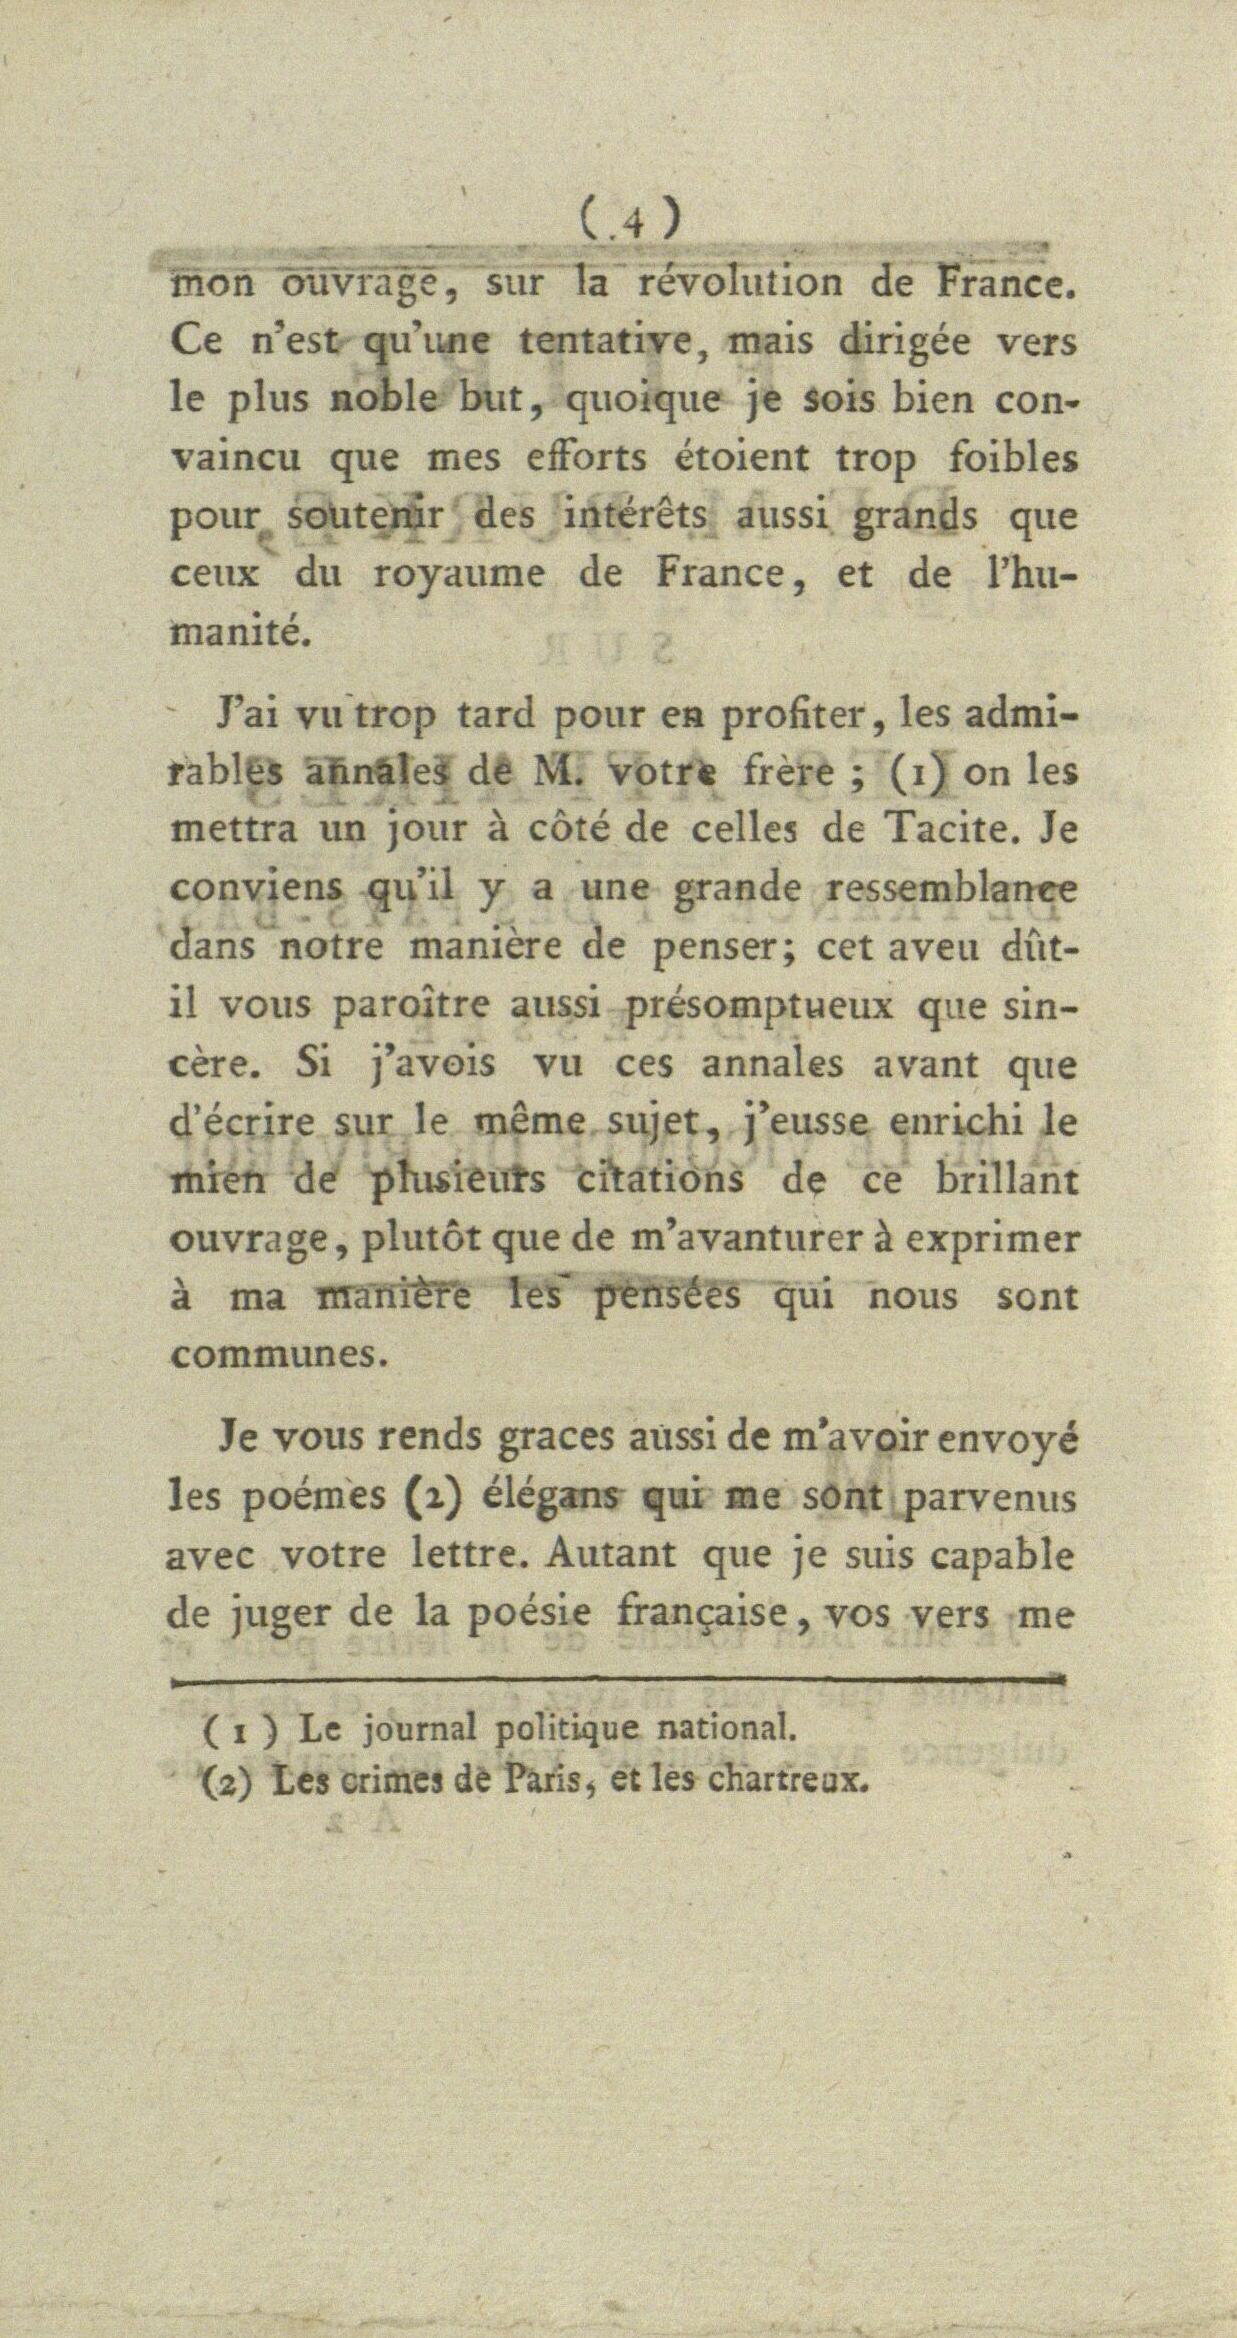 ( 4 )
mon ouvrage, sur la révolution de France.
Ce n'est qu'une tentative, mais dirigée vers
le plus noble but, quoique je sois bien con-
vaincu que mes efforts étoient trop foibles
pour soutenir des intérêts aussi grands que
ceux du royaume de France, et de l'hu-
manité.
J'ai vu trop tard pour en profiter, les admi-
rables annales de M. votre frère ; (1) on les
mettra un jour à côté de celles de Tacite. Je
conviens qu'il y a une grande ressemblance
dans notre manière de penser; cet aveu dût-
il vous paroître aussi présomptueux que sin-
cère. Si j'avois vu ces annales avant que
d'écrire sur le même sujet, j'eusse enrichi le
mien de plusieurs citations de ce brillant
ouvrage, plutôt que de m'avanturer à exprimer
à ma manière les pensées qui nous sont
communes.
Je vous rends graces aussi de m'avoir envoyé
les poémes (2) élégans qui me sont parvenus
avec votre lettre. Autant que je suis capable
de juger de la poésie française, vos vers me
( 1 ) Le journal politique national.
(2) Les crimes de Paris, et les chartreux.